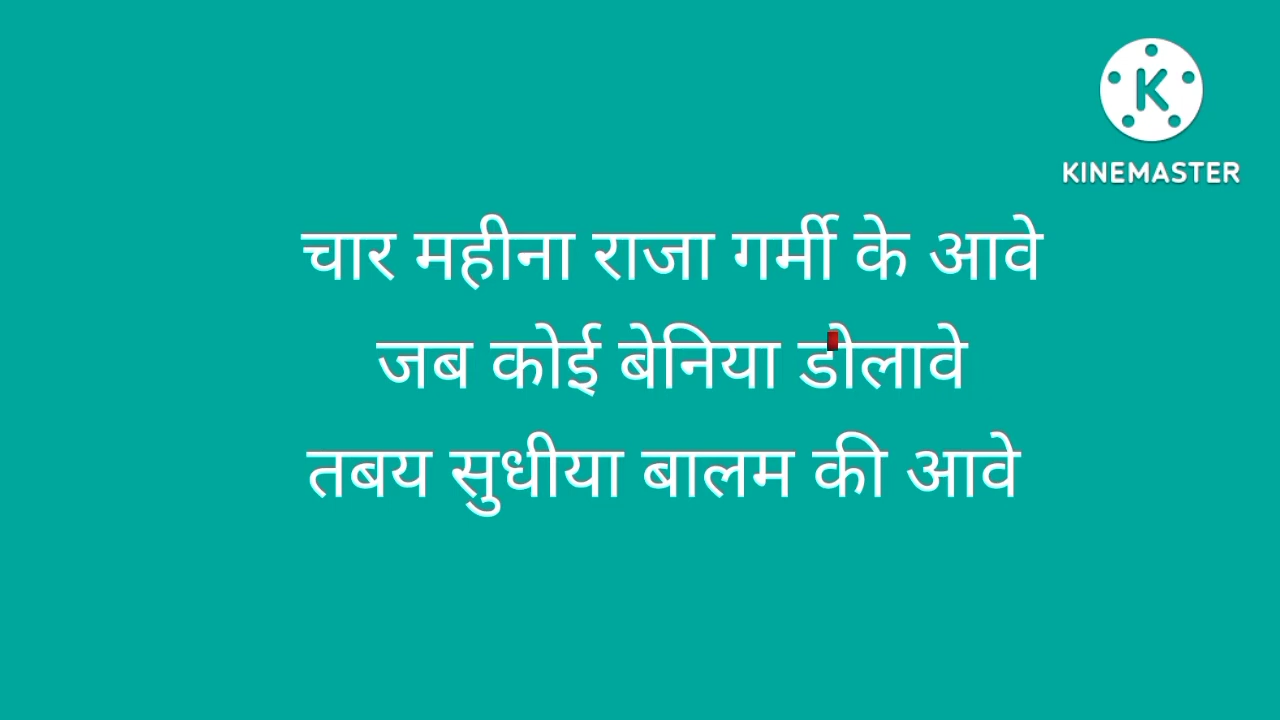 KINEMASTER
चार महीना राजा गर्मी के आवे
जब कोई बेनिया डोलावे
तबय सुधीया बालम की आवे